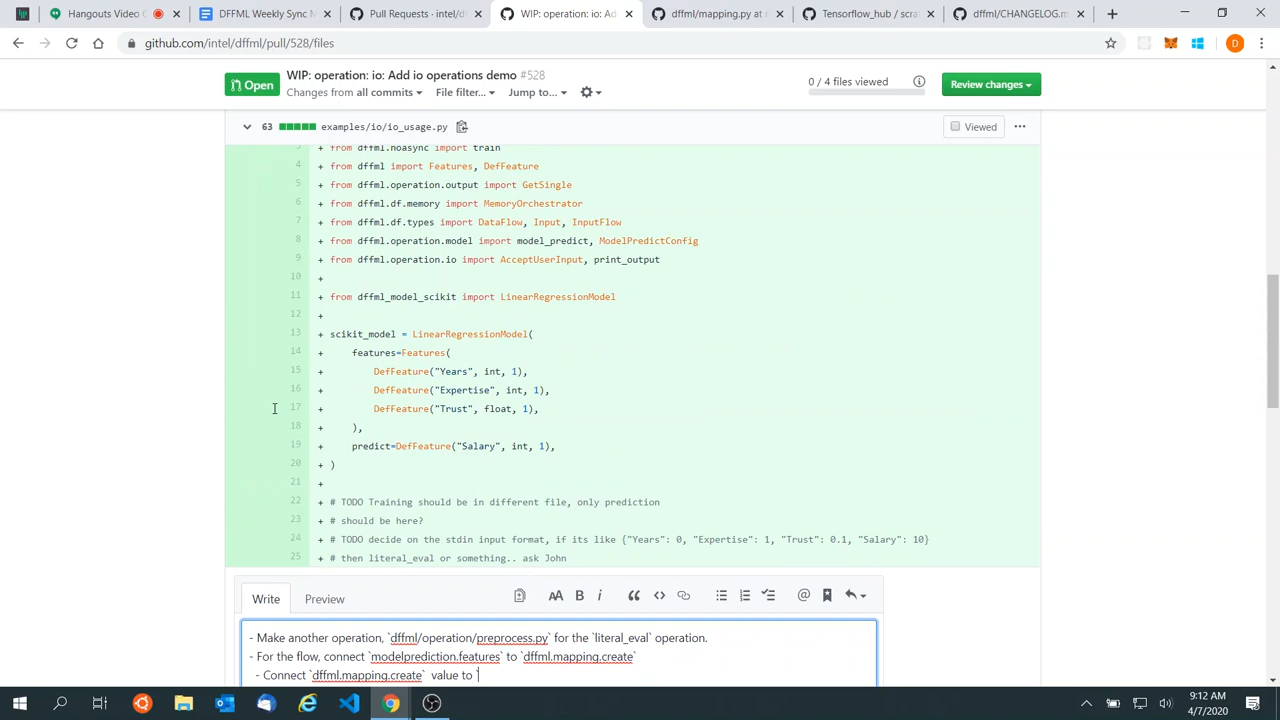 Hangouts Video C
DFFML Weekly Sync M
Pull Requests · intel/d
WIP: operation: io: Ad
dffml/mapping.py at
Tensorflow_hub / scra
dffml/CHANGELOG.m
github.com/intel/dffml/pull/528/files
D
Open
WIP: operation: io: Add io operations demo #528
Changes from all commits
File filter...
Jump to...
0 / 4 files viewed
Review changes
63 examples/io/io_usage.py
Viewed
3 + from dffml.noasync import train
4 + from dffml import Features, DefFeature
5 + from dffml.operation.output import GetSingle
6 + from dffml.df.memory import MemoryOrchestrator
7 + from dffml.df.types import DataFlow, Input, InputFlow
8 + from dffml.operation.model import model_predict, ModelPredictConfig
9 + from dffml.operation.io import AcceptUserInput, print_output
10 +
11 + from dffml_model_scikit import LinearRegressionModel
12 +
13 + scikit_model = LinearRegressionModel(
14 + features=Features(
15 + DefFeature("Years", int, 1),
16 + DefFeature("Expertise", int, 1),
17 + DefFeature("Trust", float, 1),
18 + ),
19 + predict=DefFeature("Salary", int, 1),
20 + )
21 +
22 + # TODO Training should be in different file, only prediction
23 + # should be here?
24 + # TODO decide on the stdin input format, if its like {"Years": 0, "Expertise": 1, "Trust": 0.1, "Salary": 10}
25 + # then literal_eval or something.. ask John
Write
Preview
- Make another operation, `dffml/operation/preprocess.py` for the `literal_eval` operation.
- For the flow, connect `modelprediction.features` to `dffml.mapping.create`
- Connect `dffml.mapping.create` value to `
9:12 AM
4/7/2020